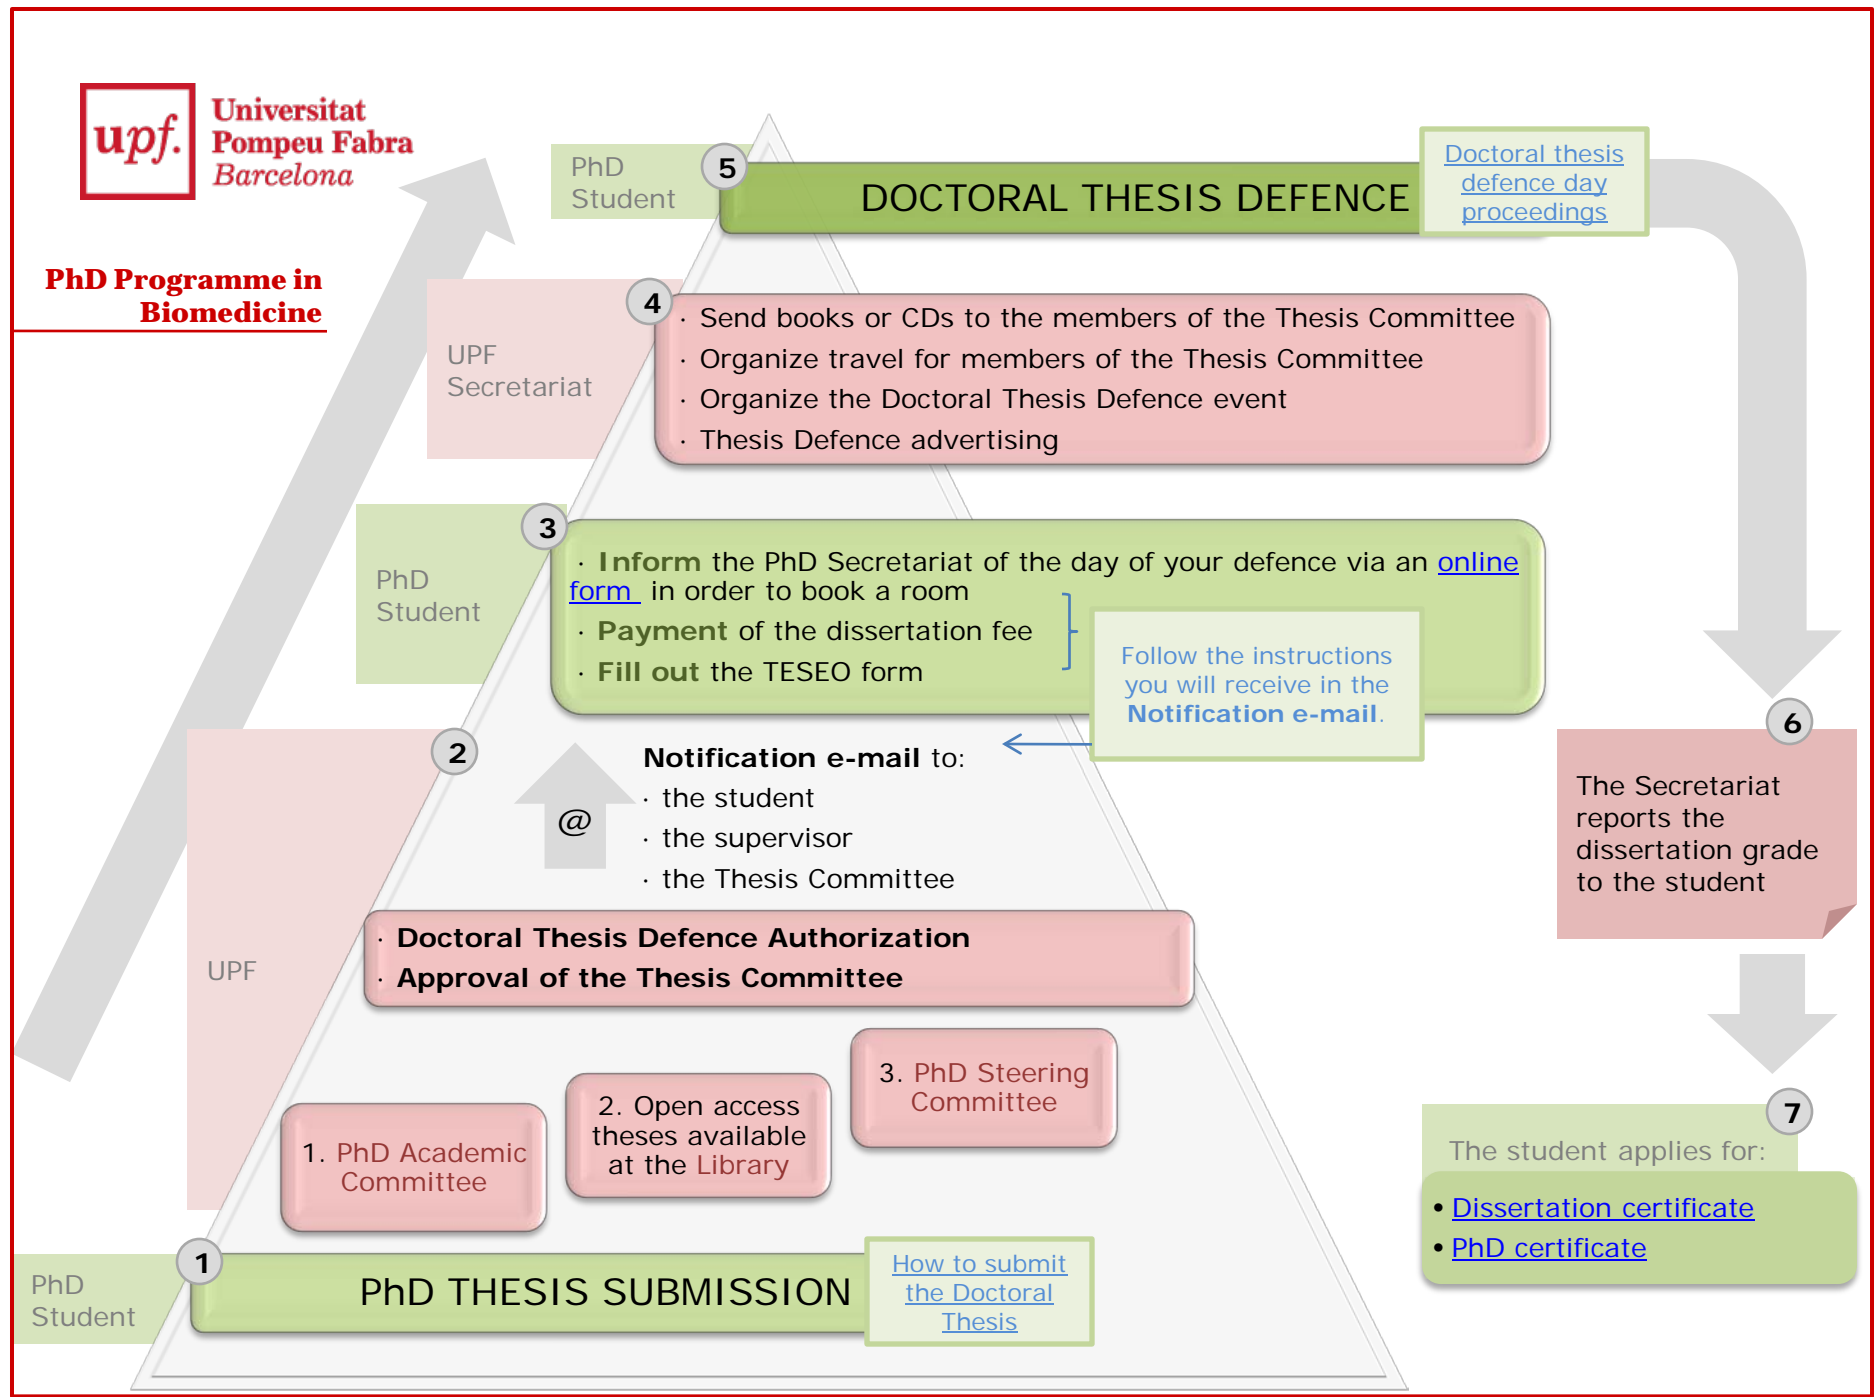 upf.
Universitat
Pompeu Fabra
Barcelona
PhD Programme in
Biomedicine
PhD
Student
5
DOCTORAL THESIS DEFENCE
Doctoral thesis
defence day
proceedings
UPF
Secretariat
4
· Send books or CDs to the members of the Thesis Committee
· Organize travel for members of the Thesis Committee
· Organize the Doctoral Thesis Defence event
· Thesis Defence advertising
PhD
Student
3
· Inform the PhD Secretariat of the day of your defence via an online
form in order to book a room
· Payment of the dissertation fee
· Fill out the TESEO form
Follow the instructions
you will receive in the
Notification e-mail.
UPF
2
@
Notification e-mail to:
· the student
· the supervisor
· the Thesis Committee
· Doctoral Thesis Defence Authorization
· Approval of the Thesis Committee
1. PhD Academic
Committee
2. Open access
theses available
at the Library
3. PhD Steering
Committee
PhD
Student
1
PhD THESIS SUBMISSION
How to submit
the Doctoral
Thesis
6
The Secretariat
reports the
dissertation grade
to the student
7
The student applies for:
• Dissertation certificate
• PhD certificate